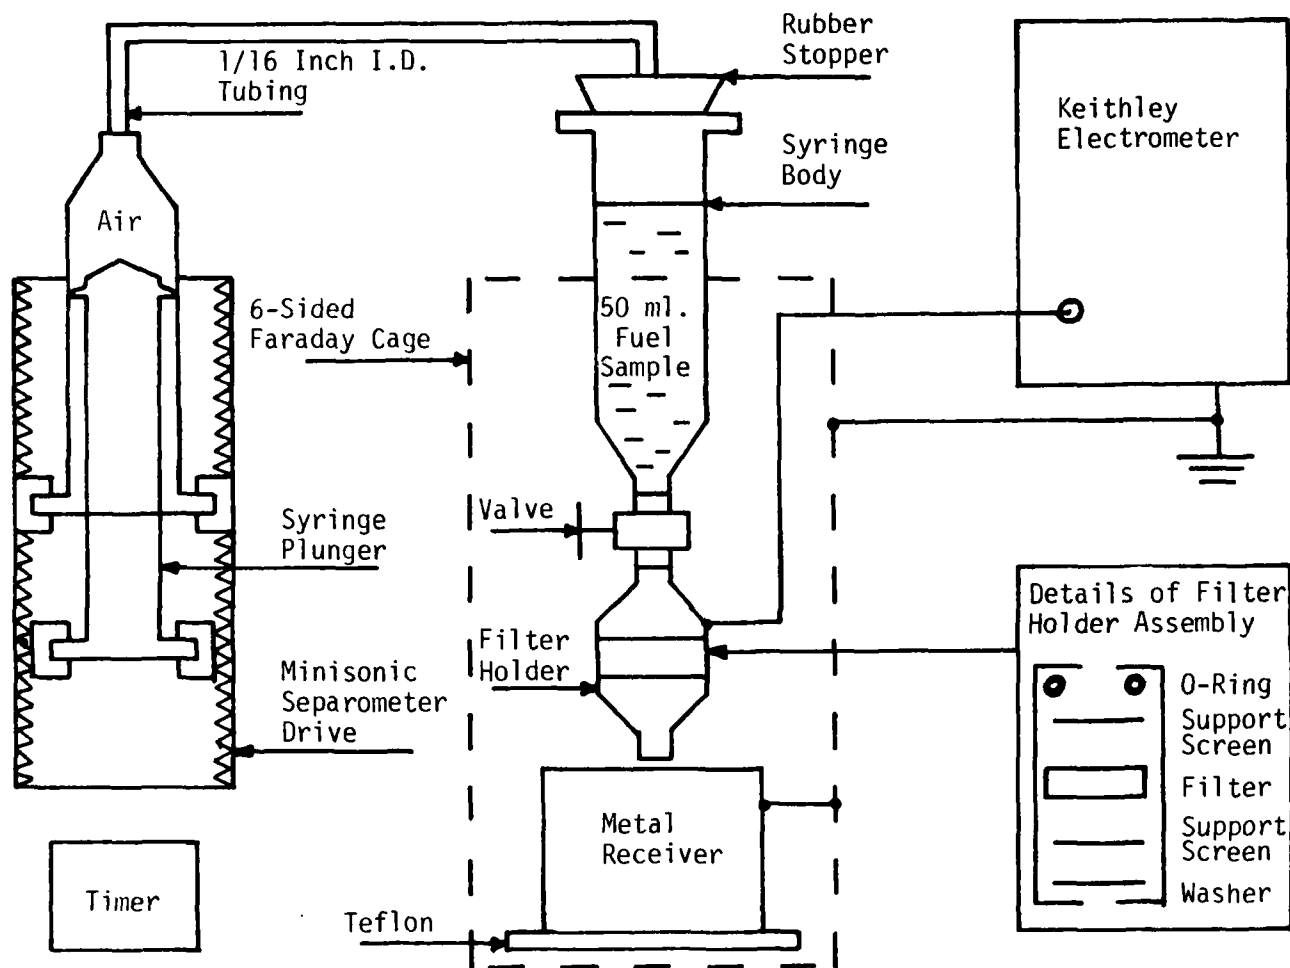 1/16 Inch I.D.
Tubing
Rubber
Stopper
Keithley
Electrometer
Syringe
Body
Air
6-Sided
Faraday Cage
50 ml.
Fuel
Sample
Valve
Syringe
Plunger
Filter
Holder
Minisonic
Separometer
Drive
Details of Filter
Holder Assembly
O-Ring
Support
Screen
Filter
Support
Screen
Washer
Metal
Receiver
Timer
Teflon